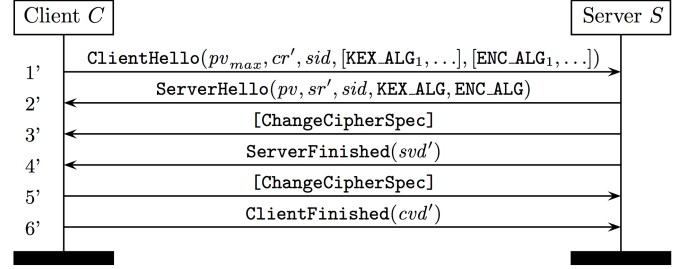 Client C Server S
1' ClientHello(pv_max, cr′, sid, [KEX_ALG₁, ...], [ENC_ALG₁, ...])
2' ServerHello(pv, sr′, sid, KEX_ALG, ENC_ALG)
3' [ChangeCipherSpec]
4' ServerFinished(svd′)
5' [ChangeCipherSpec]
6' ClientFinished(cvd′)